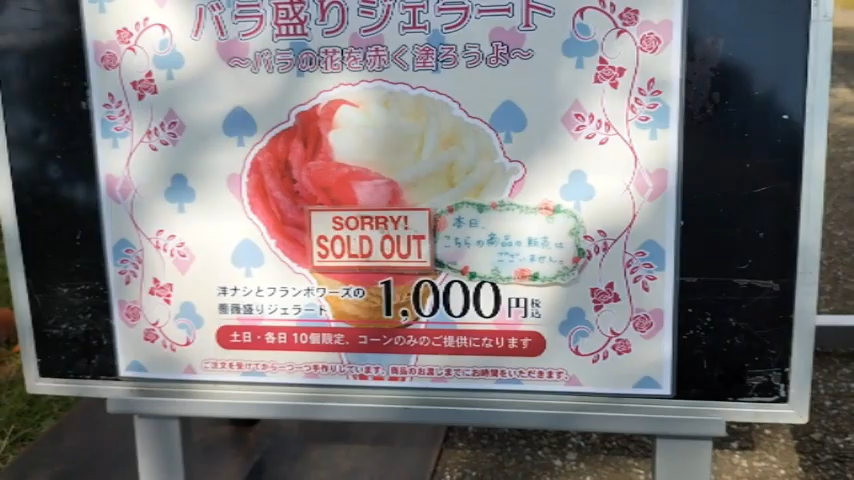 バラ盛りジェラート
～バラの花を赤く塗ろうよ～
SORRY!
SOLD OUT
本日、
こちらの商品の販売は
ございません。
洋ナシとフランボワーズの
薔薇盛りジェラート
1,000円税込
土日・各日10個限定、コーンのみのご提供になります
ご注文を受けてから一つ一つ手作りしています。商品のお渡しまでにお時間をいただきます。